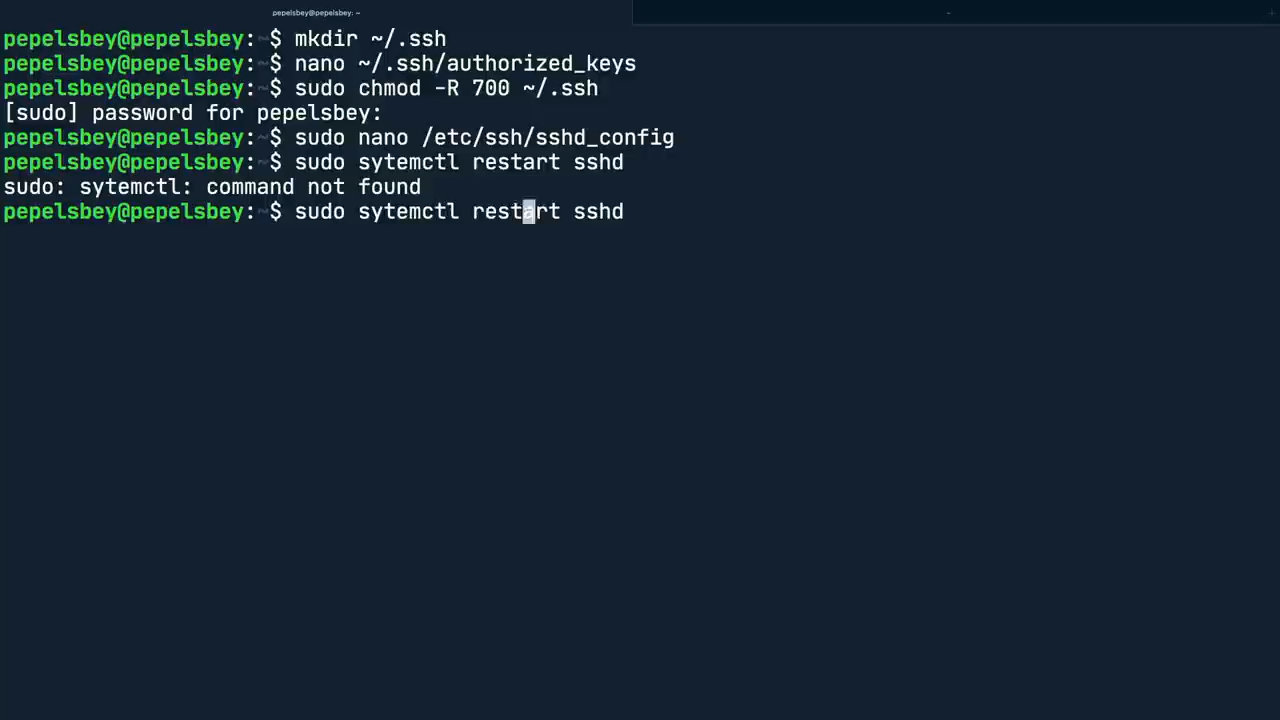 pepelsbey@pepelsbey: ~
pepelsbey@pepelsbey:~$ mkdir ~/.ssh
pepelsbey@pepelsbey:~$ nano ~/.ssh/authorized_keys
pepelsbey@pepelsbey:~$ sudo chmod -R 700 ~/.ssh
[sudo] password for pepelsbey:
pepelsbey@pepelsbey:~$ sudo nano /etc/ssh/sshd_config
pepelsbey@pepelsbey:~$ sudo sytemctl restart sshd
sudo: sytemctl: command not found
pepelsbey@pepelsbey:~$ sudo sytemctl restart sshd